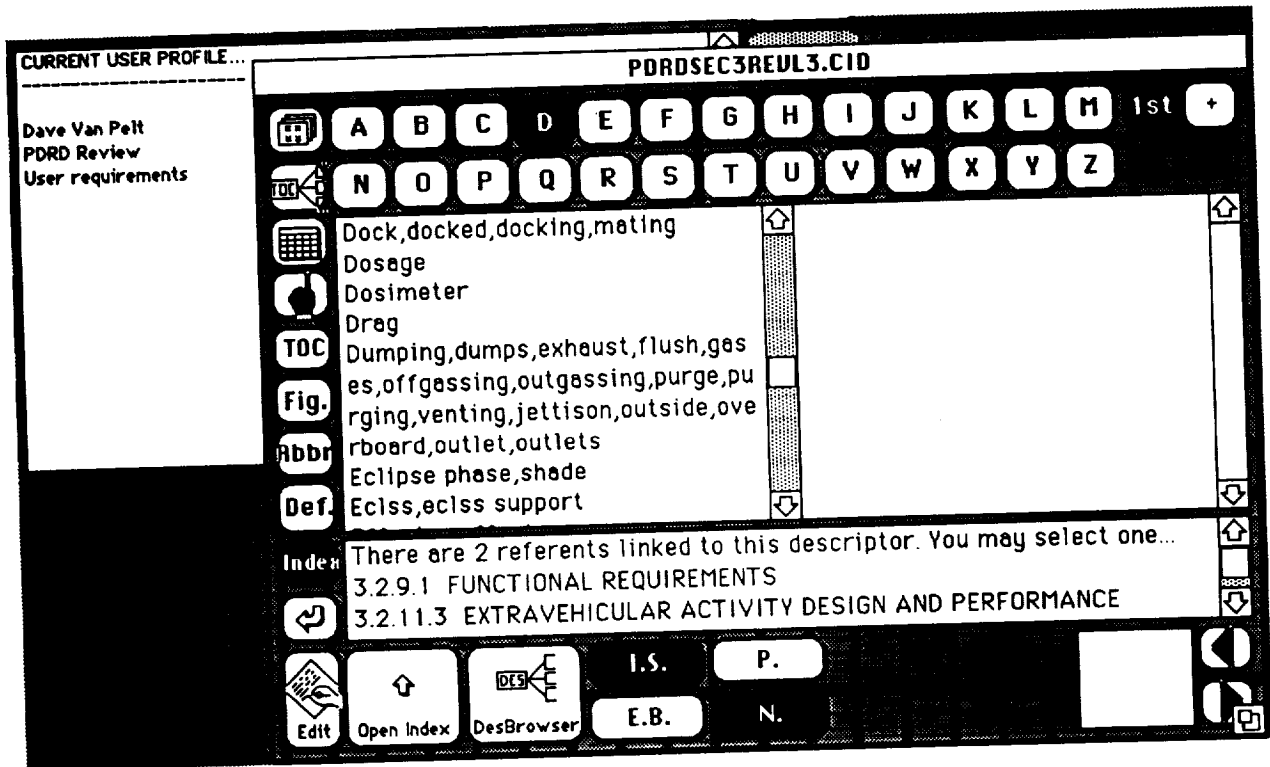 CURRENT USER PROFILE...
Dave Van Pelt
PDRD Review
User requirements
PDRDSEC3REVL3.CID
A B C D E F G H I J K L M 1st +
TOC N O P Q R S T U V W X Y Z
Dock,docked,docking,mating
Dosage
Dosimeter
Drag
Dumping,dumps,exhaust,flush,gas
es,offgassing,outgassing,purge,pu
rging,venting,jettison,outside,ove
rboard,outlet,outlets
Eclipse phase,shade
Eclss,eclss support
TOC
Fig.
Abbr
Def.
Index
There are 2 referents linked to this descriptor. You may select one...
3.2.9.1 FUNCTIONAL REQUIREMENTS
3.2.11.3 EXTRAVEHICULAR ACTIVITY DESIGN AND PERFORMANCE
Edit
Open Index
DES
DesBrowser
I.S.
P.
E.B.
N.